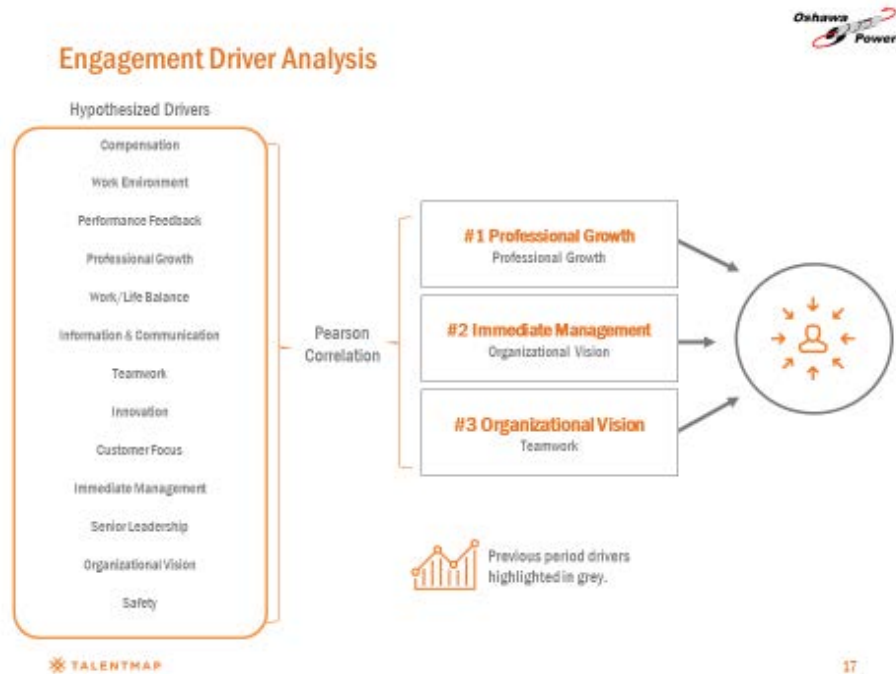 Oshawa
Power
Engagement Driver Analysis
Hypothesized Drivers
Compensation
Work Environment
Performance Feedback
Professional Growth
Work/Life Balance
Information & Communication
Teamwork
Innovation
Customer Focus
Immediate Management
Senior Leadership
Organizational Vision
Safety
Pearson
Correlation
#1 Professional Growth
Professional Growth
#2 Immediate Management
Organizational Vision
#3 Organizational Vision
Teamwork
Previous period drivers
highlighted in grey.
TALENTMAP
17